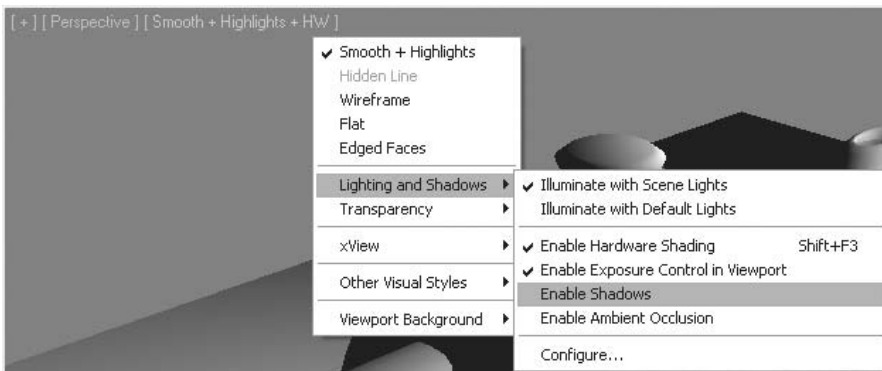 [ + ] [ Perspective ] [ Smooth + Highlights + HW ]
Smooth + Highlights
Hidden Line
Wireframe
Flat
Edged Faces
Lighting and Shadows
Transparency
xView
Other Visual Styles
Viewport Background
Illuminate with Scene Lights
Illuminate with Default Lights
Enable Hardware Shading Shift+F3
Enable Exposure Control in Viewport
Enable Shadows
Enable Ambient Occlusion
Configure...